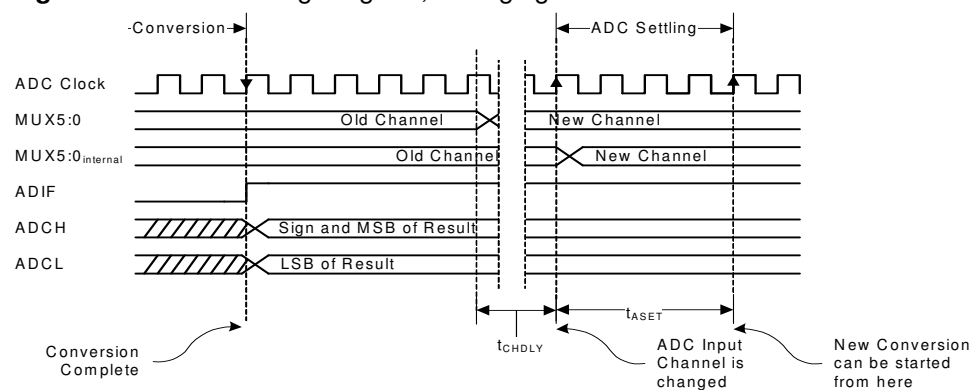 -Conversion
ADC Settling
ADC Clock
MUX5:0
Old Channel
New Channel
MUX5:0internal
Old Channel
New Channel
ADIF
ADCH
Sign and MSB of Result
ADCL
LSB of Result
tCHDLY
tASET
Conversion
Complete
ADC Input
Channel is
changed
New Conversion
can be started
from here